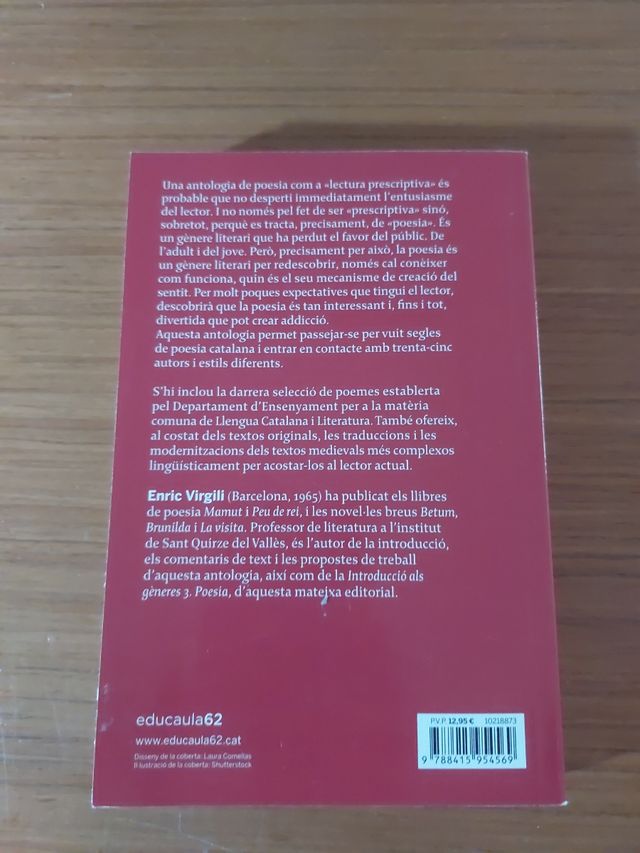 Una antologia de poesia com a «lectura prescriptiva» és
probable que no desperti immediatament l'entusiasme
del lector. I no només pel fet de ser «prescriptiva» sinó,
sobretot, perquè es tracta, precisament, de «poesia». És
un gènere literari que ha perdut el favor del públic. De
l'adult i del jove. Però, precisament per això, la poesia és
un gènere literari per redescobrir, només cal conèixer
com funciona, quin és el seu mecanisme de creació del
sentit. Per molt poques expectatives que tingui el lector,
descobrirà que la poesia és tan interessant i, fins i tot,
divertida que pot crear addicció.
Aquesta antologia permet passejar-se per vuit segles
de poesia catalana i entrar en contacte amb trenta-cinc
autors i estils diferents.
S'hi inclou la darrera selecció de poemes establerta
pel Departament d'Ensenyament per a la matèria
comuna de Llengua Catalana i Literatura. També ofereix,
al costat dels textos originals, les traduccions i les
modernitzacions dels textos medievals més complexos
lingüísticament per acostar-los al lector actual.
Enric Virgili (Barcelona, 1965) ha publicat els llibres
de poesia Mamut i Peu de rei, i les novel·les breus Betum,
Brunilda i La visita. Professor de literatura a l'institut
de Sant Quirze del Vallès, és l'autor de la introducció,
els comentaris de text i les propostes de treball
d'aquesta antologia, així com de la Introducció als
gèneres 3. Poesia, d'aquesta mateixa editorial.
educaula62
www.educaula62.cat
Disseny de la coberta: Laura Comellas
Il·lustració de la coberta: Shutterstock
P.V.P. 12,95 € 10218873
9 788415 954569